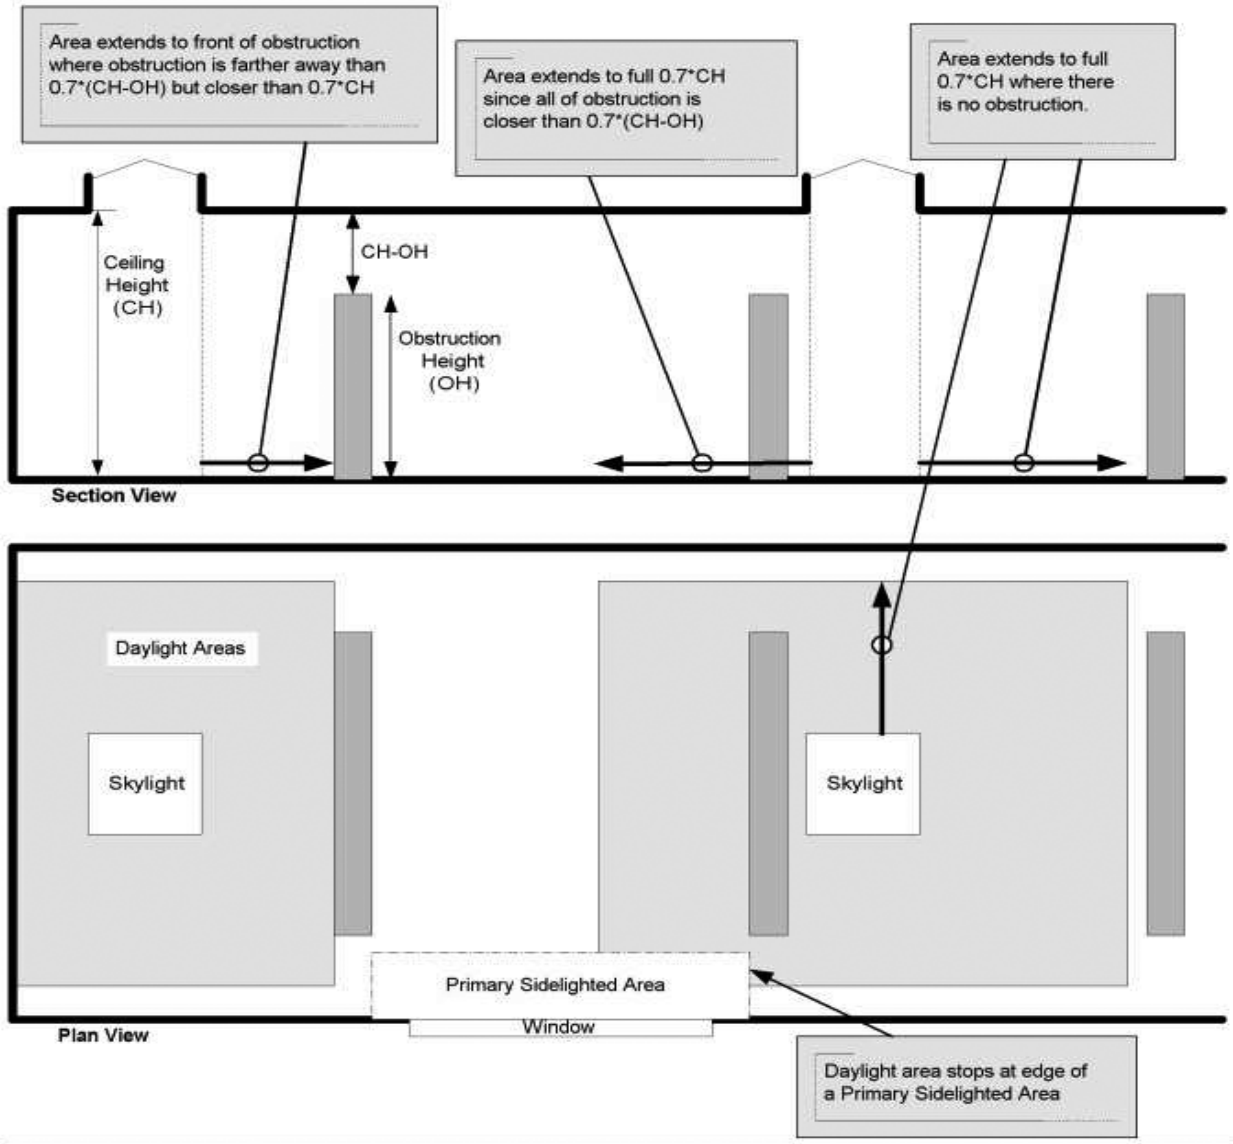 Area extends to front of obstruction
where obstruction is farther away than
0.7*(CH-OH) but closer than 0.7*CH
Area extends to full 0.7*CH
since all of obstruction is
closer than 0.7*(CH-OH)
Area extends to full
0.7*CH where there
is no obstruction.
Ceiling
Height
(CH)
CH-OH
Obstruction
Height
(OH)
Section View
Daylight Areas
Skylight
Skylight
Primary Sidelighted Area
Window
Plan View
Daylight area stops at edge of
a Primary Sidelighted Area